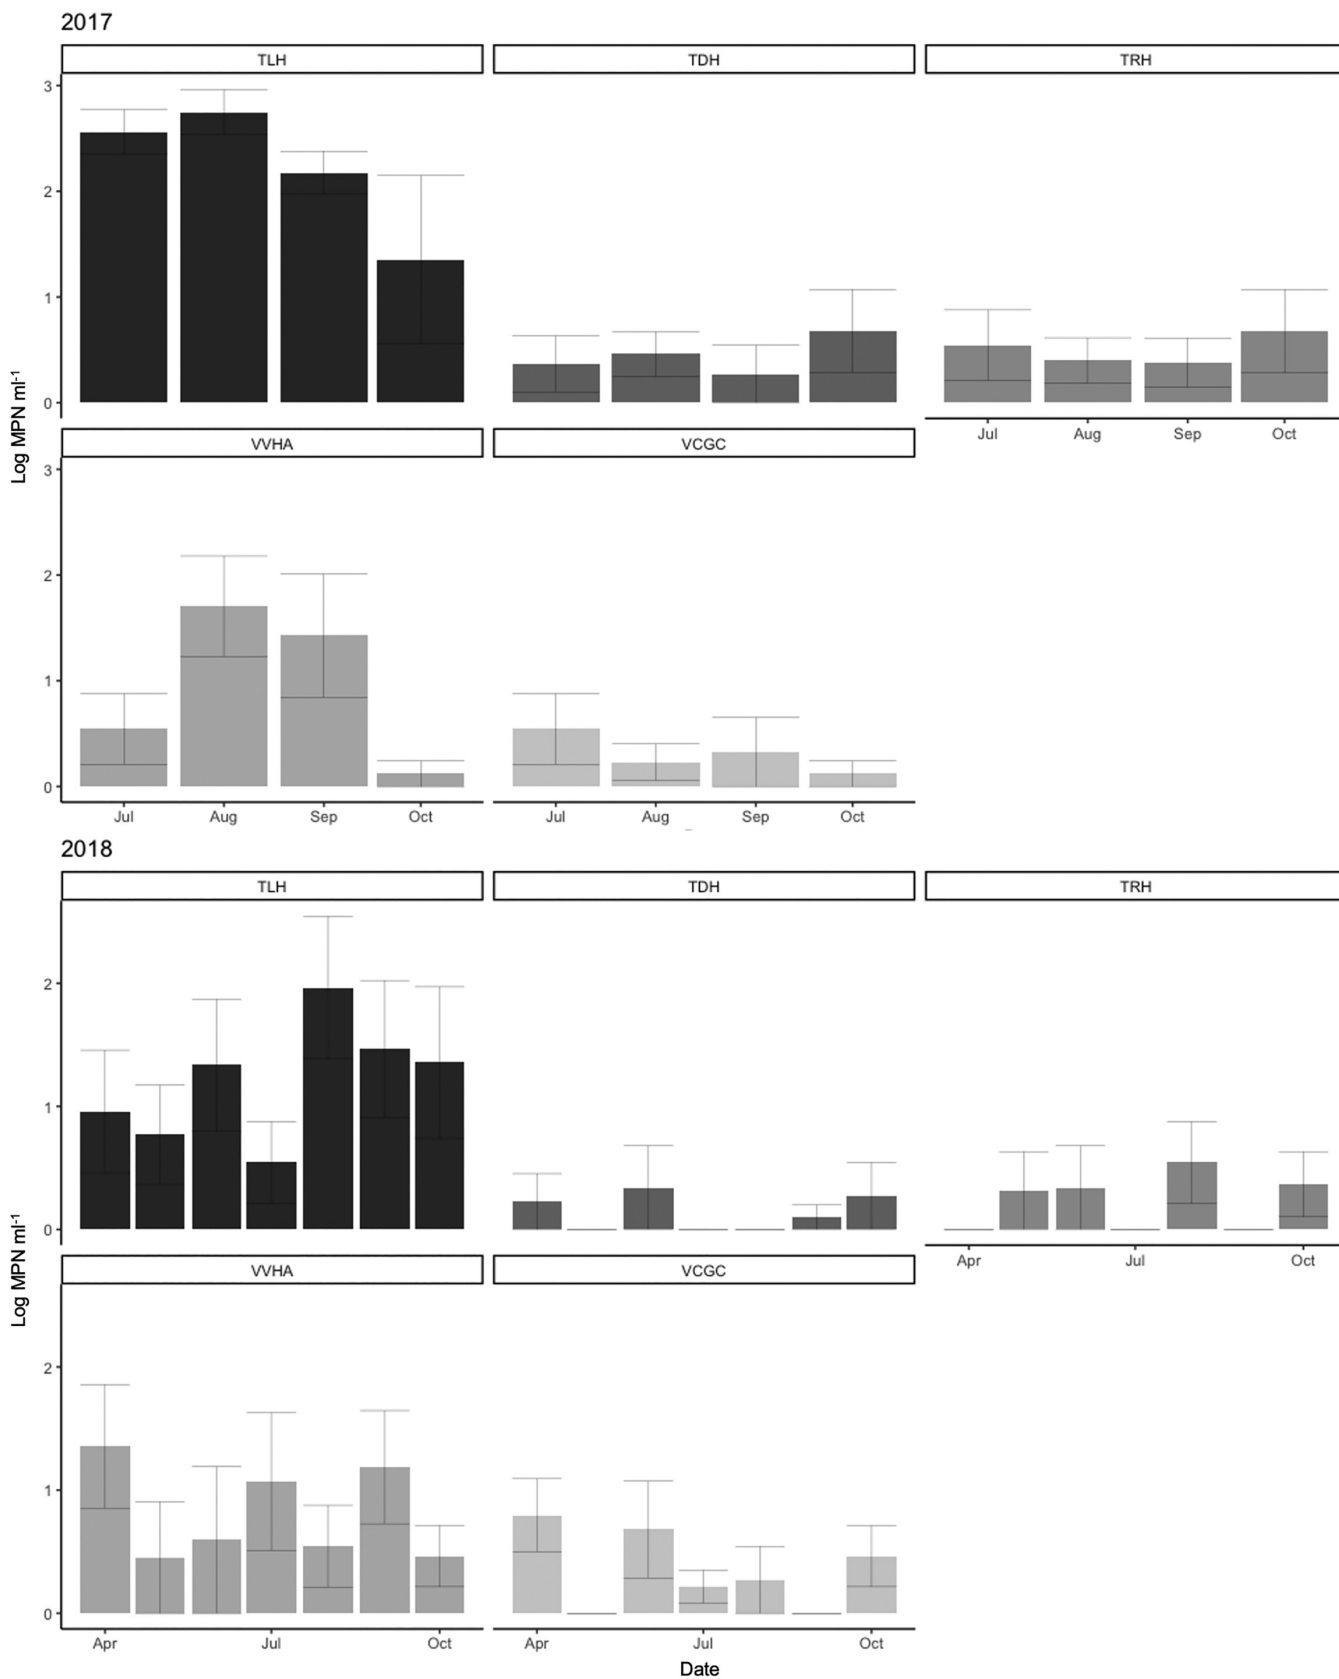 2017
TLH TDH TRH
3
2
1
0
Jul Aug Sep Oct
Log MPN ml-1
VVHA VCGC
3
2
1
0
Jul Aug Sep Oct Jul Aug Sep Oct
2018
TLH TDH TRH
2
1
0
Apr Jul Oct
Log MPN ml-1
VVHA VCGC
2
1
0
Apr Jul Oct Apr Jul Oct
Date